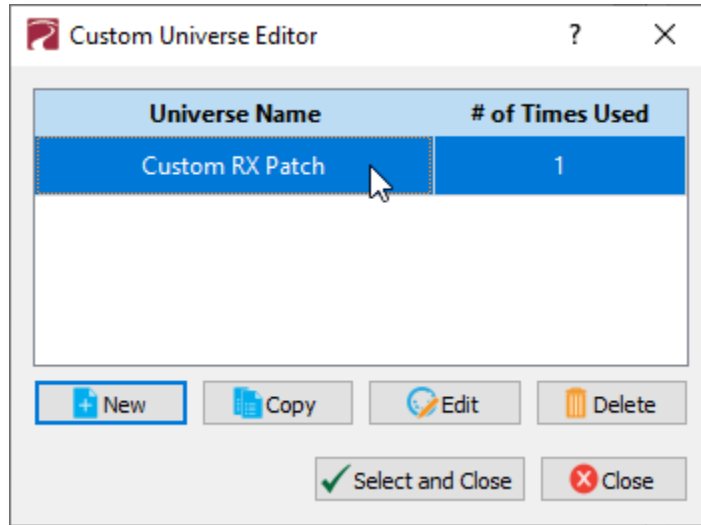 Custom Universe Editor ?
Universe Name # of Times Used
Custom RX Patch 1
New Copy Edit Delete
Select and Close Close